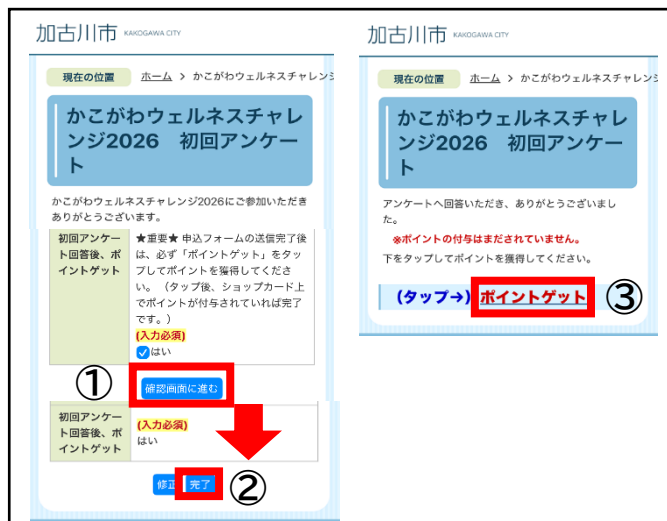 加古川市 KAKOGAWA CITY
現在の位置 ホーム > かこがわウェルネスチャレンジ
かこがわウェルネスチャレ
ンジ2026 初回アンケー
ト
かこがわウェルネスチャレンジ2026にご参加いただき
ありがとうございます。
初回アンケー
ト回答後、ポ
イントゲット
★重要★ 申込フォームの送信完了後
は、必ず「ポイントゲット」をタッ
プしてポイントを獲得してくださ
い。（タップ後、ショップカード上
でポイントが付与されていれば完了
です。）
(入力必須)
はい
①
確認画面に進む
初回アンケー
ト回答後、ポ
イントゲット
(入力必須)
はい
修正 完了
②
加古川市 KAKOGAWA CITY
現在の位置 ホーム > かこがわウェルネス
かこがわウェルネスチャレ
ンジ2026 初回アンケー
ト
アンケートへ回答いただき、ありがとうございまし
た。
※ポイントの付与はまだされていません。
下をタップしてポイントを獲得してください。
(タップ→) ポイントゲット
③